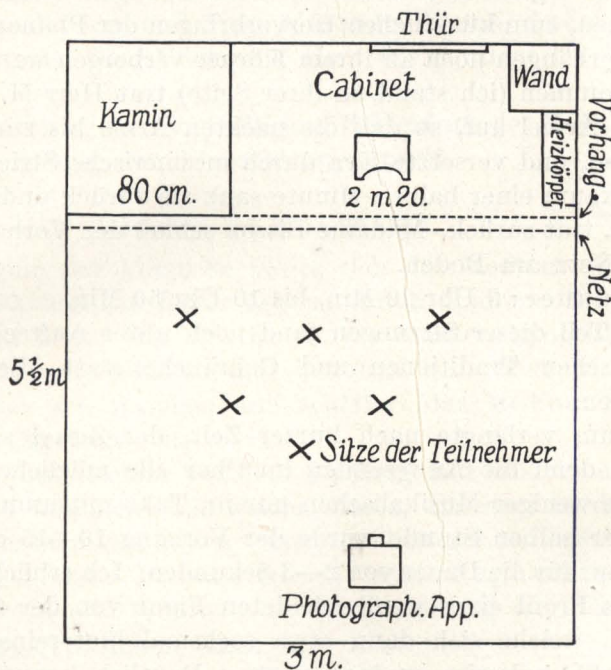 Thür
Cabinet
Wand
Kamin
Heizkörper
Vorhang
80 cm.
2 m 20.
Netz
5½m
Sitze der Teilnehmer
Photograph. App.
3 m.